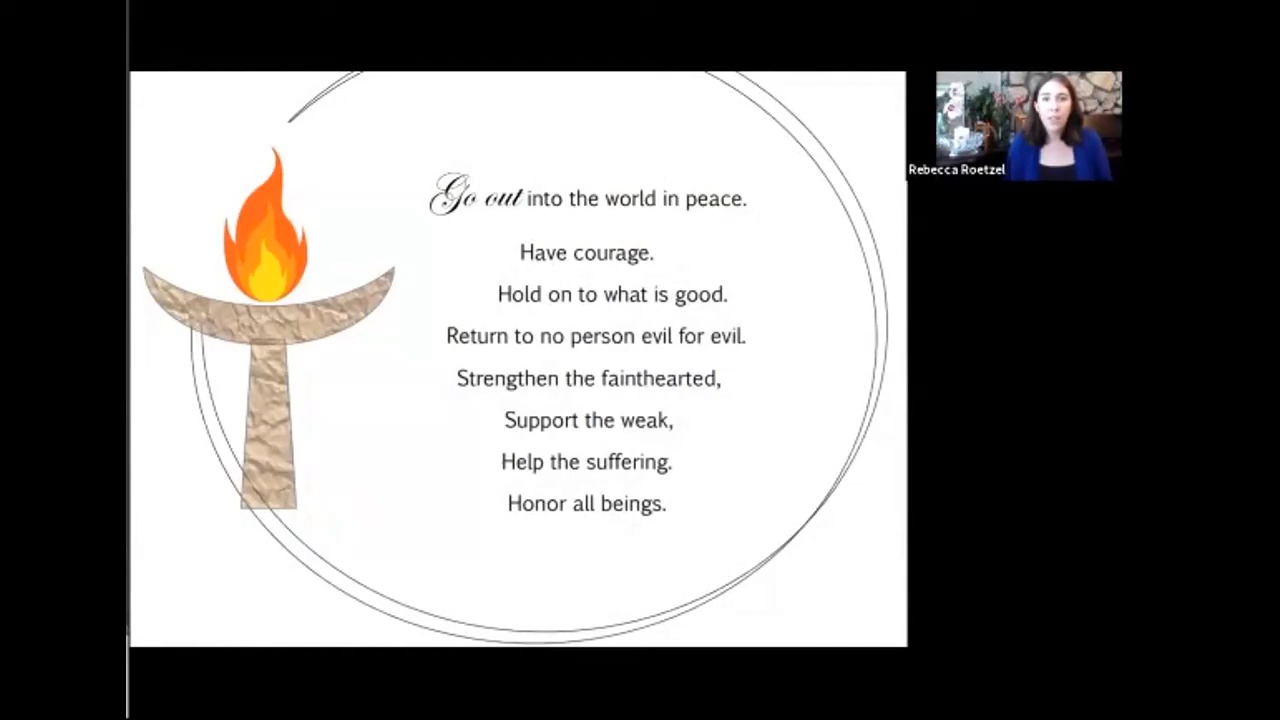 Go out into the world in peace.
Have courage.
Hold on to what is good.
Return to no person evil for evil.
Strengthen the fainthearted,
Support the weak,
Help the suffering.
Honor all beings.
Rebecca Roetzel